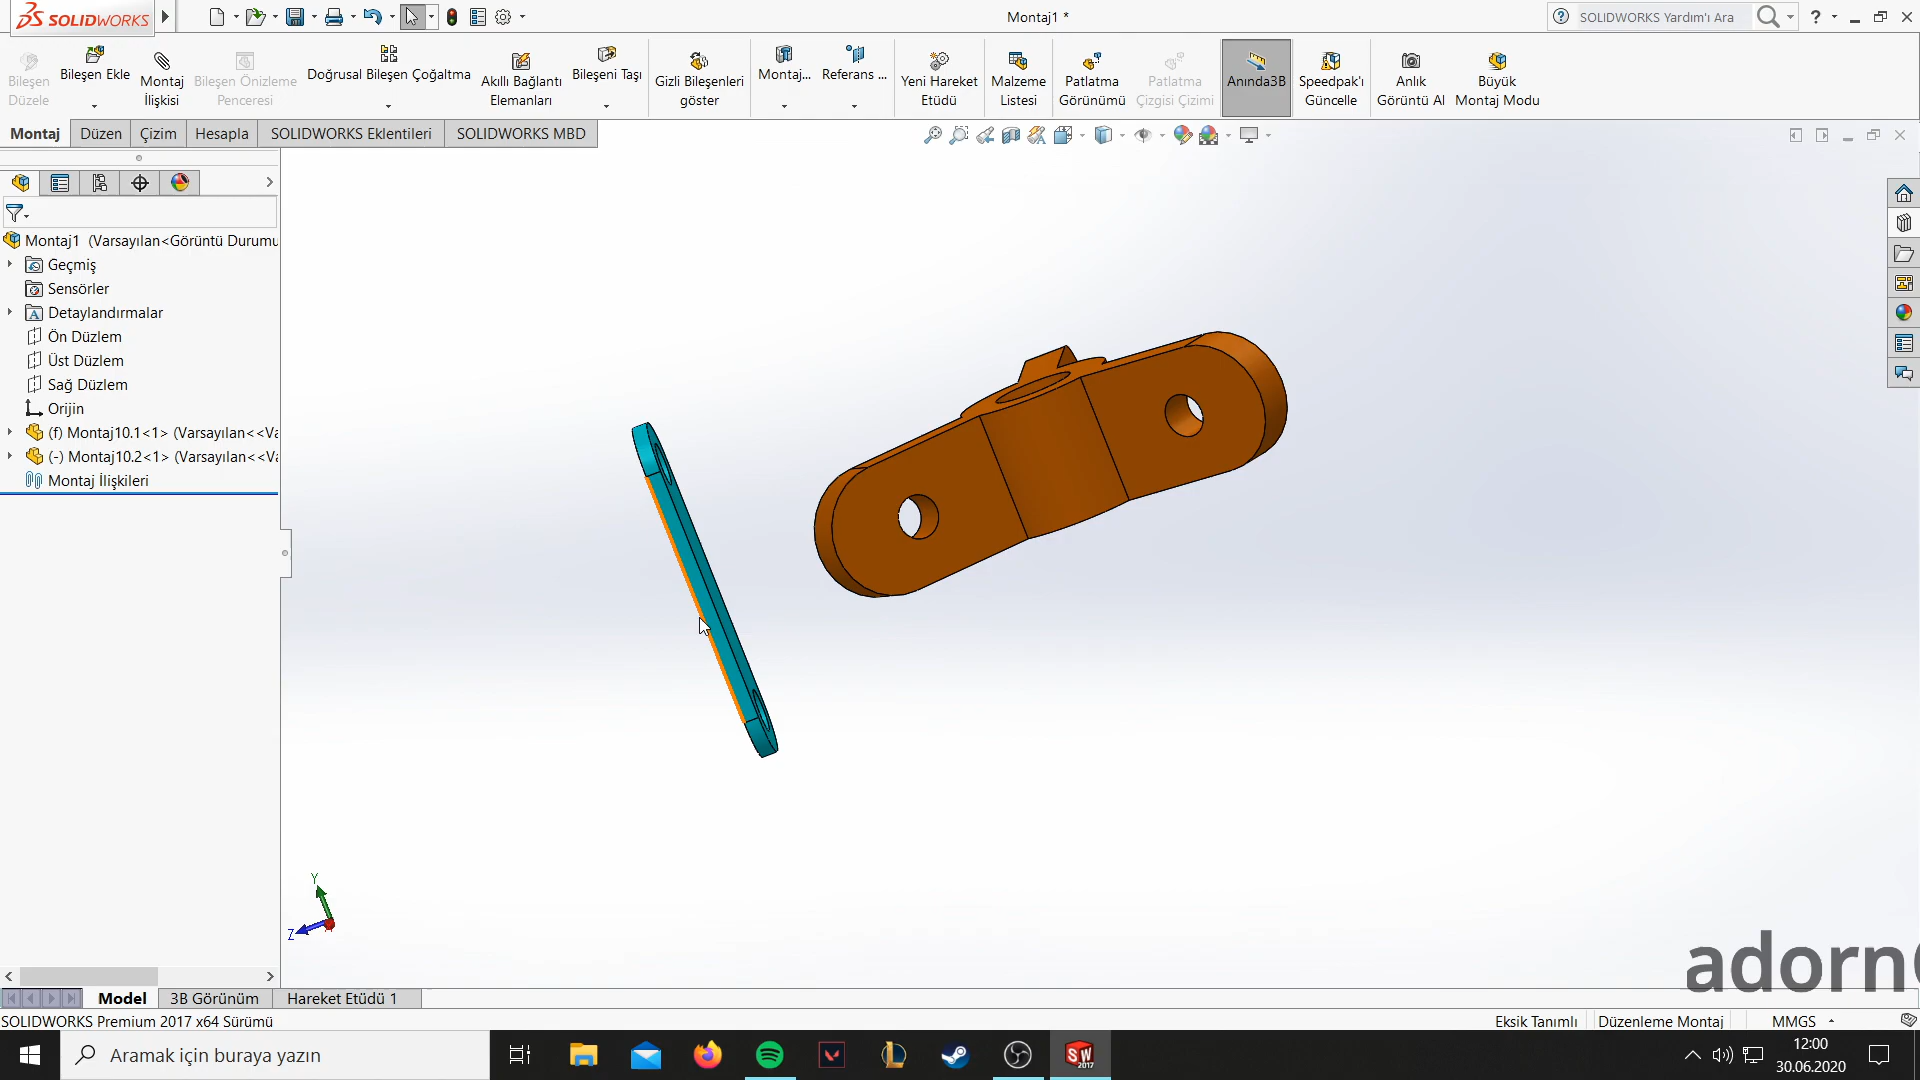 SOLIDWORKS
Montaj1 *
SOLIDWORKS Yardım'ı Ara
?
Bileşen Düzele
Bileşen Ekle
Montaj İlişkisi
Bileşen Önizleme Penceresi
Doğrusal Bileşen Çoğaltma
Akıllı Bağlantı Elemanları
Bileşeni Taşı
Gizli Bileşenleri göster
Montaj...
Referans ...
Yeni Hareket Etüdü
Malzeme Listesi
Patlatma Görünümü
Patlatma Çizgisi Çizimi
Anında3B
Speedpak'ı Güncelle
Anlık Görüntü Al
Büyük Montaj Modu
Montaj
Düzen
Çizim
Hesapla
SOLIDWORKS Eklentileri
SOLIDWORKS MBD
Montaj1 (Varsayılan<Görüntü Durumu
Geçmiş
Sensörler
Detaylandırmalar
Ön Düzlem
Üst Düzlem
Sağ Düzlem
Orijin
(f) Montaj10.1<1> (Varsayılan<<Va
(-) Montaj10.2<1> (Varsayılan<<Va
Montaj İlişkileri
Y
Z
adorn
Model
3B Görünüm
Hareket Etüdü 1
SOLIDWORKS Premium 2017 x64 Sürümü
Eksik Tanımlı
Düzenleme Montaj
MMGS
Aramak için buraya yazın
SW
2017
12:00
30.06.2020